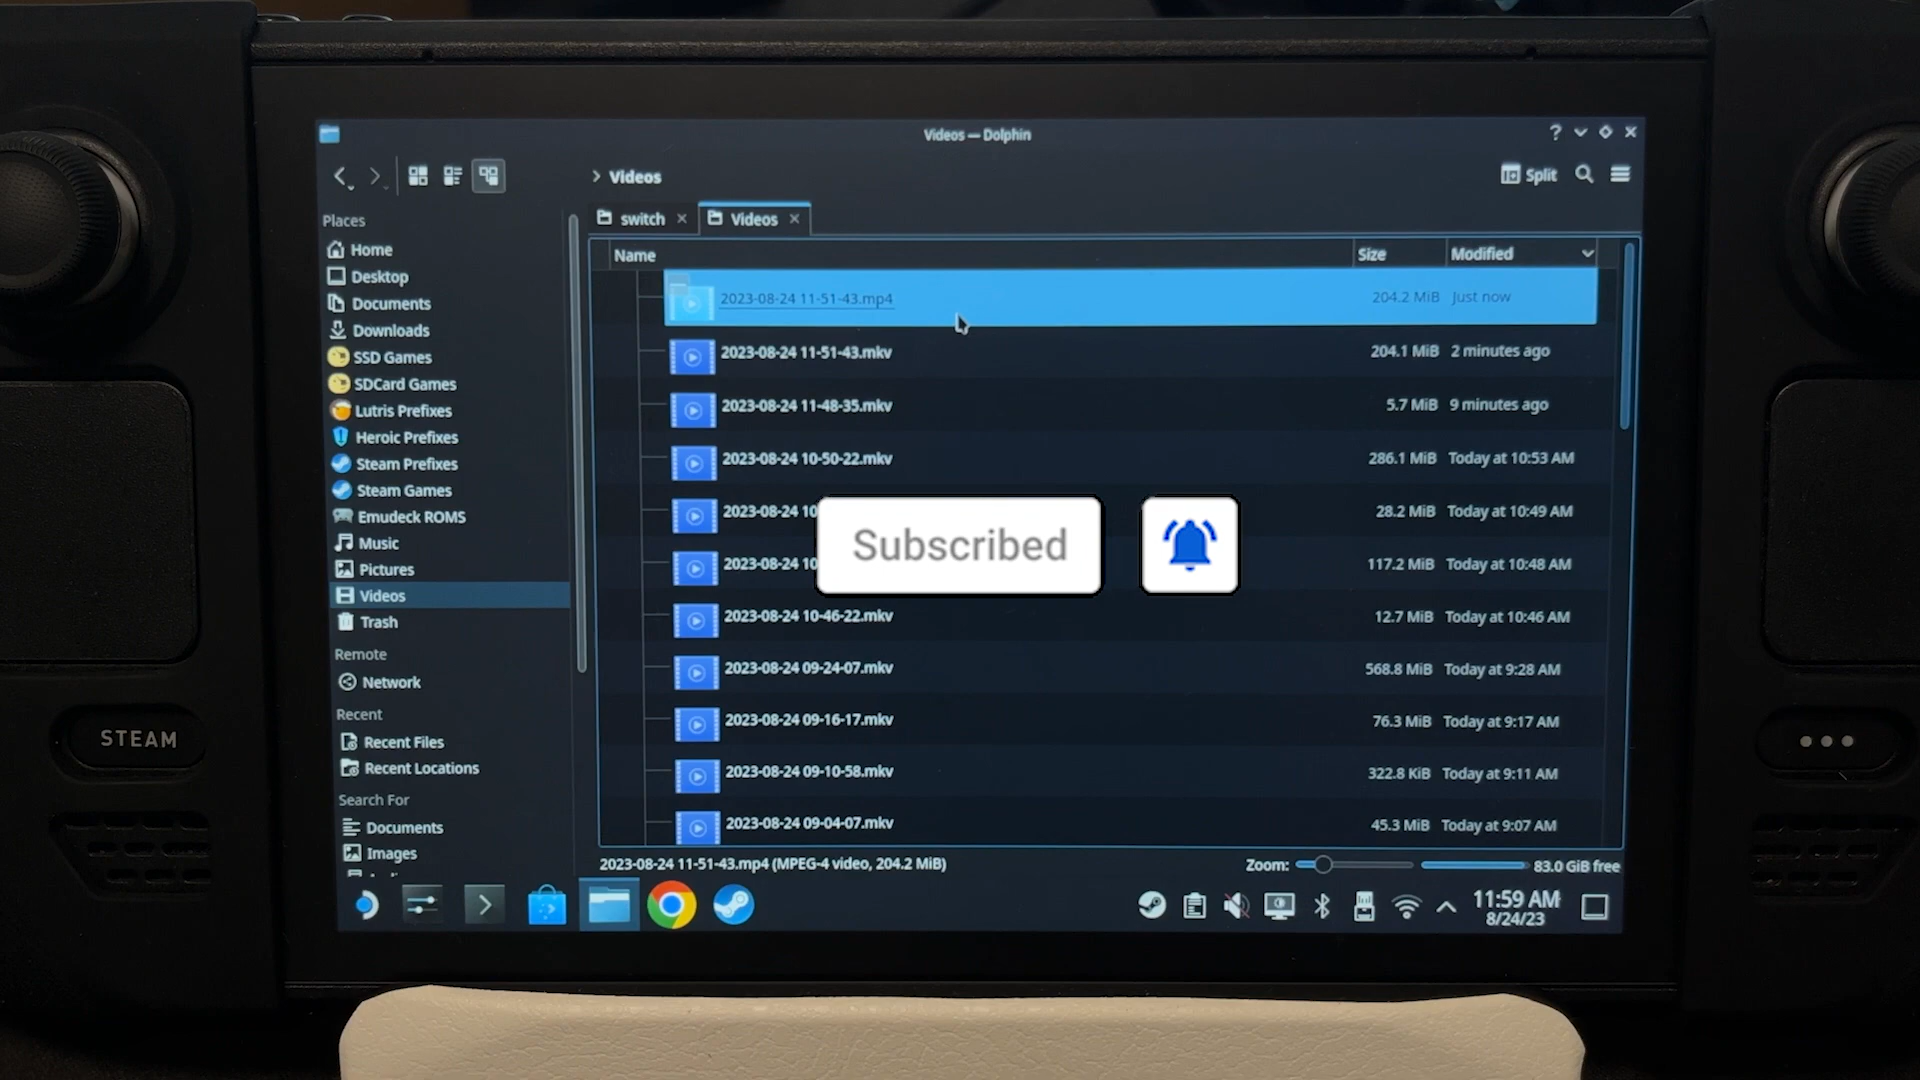 Videos — Dolphin
? 
> Videos
Split
switch
Videos
Places
Home
Desktop
Documents
Downloads
SSD Games
SDCard Games
Lutris Prefixes
Heroic Prefixes
Steam Prefixes
Steam Games
Emudeck ROMS
Music
Pictures
Videos
Trash
Remote
Network
Recent
Recent Files
Recent Locations
Search For
Documents
Images
Name Size Modified
2023-08-24 11-51-43.mp4 204.2 MiB Just now
2023-08-24 11-51-43.mkv 204.1 MiB 2 minutes ago
2023-08-24 11-48-35.mkv 5.7 MiB 9 minutes ago
2023-08-24 10-50-22.mkv 286.1 MiB Today at 10:53 AM
2023-08-24 10 28.2 MiB Today at 10:49 AM
2023-08-24 10 117.2 MiB Today at 10:48 AM
2023-08-24 10-46-22.mkv 12.7 MiB Today at 10:46 AM
2023-08-24 09-24-07.mkv 568.8 MiB Today at 9:28 AM
2023-08-24 09-16-17.mkv 76.3 MiB Today at 9:17 AM
2023-08-24 09-10-58.mkv 322.8 KiB Today at 9:11 AM
2023-08-24 09-04-07.mkv 45.3 MiB Today at 9:07 AM
Subscribed
2023-08-24 11-51-43.mp4 (MPEG-4 video, 204.2 MiB) Zoom: 83.0 GiB free
11:59 AM
8/24/23
STEAM